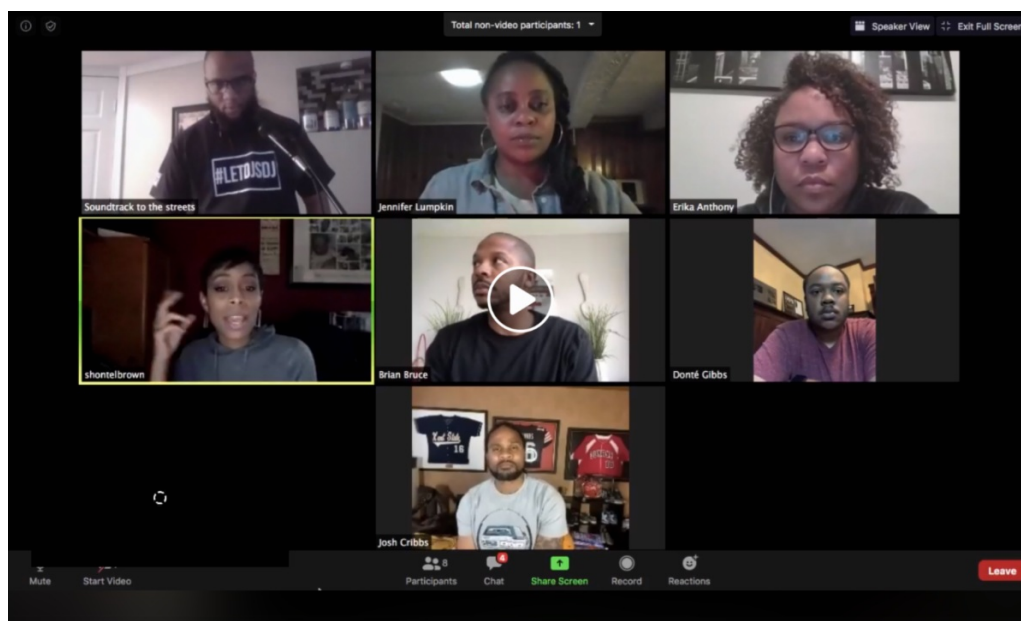 Total non-video participants: 1
Speaker View
Exit Full Screen
#LETDJSDJ
Soundtrack to the streets
Jennifer Lumpkin
Erika Anthony
shontelbrown
Brian Bruce
Donté Gibbs
16
Josh Cribbs
Mute
Start Video
Participants
8
Chat
4
Share Screen
Record
Reactions
Leave